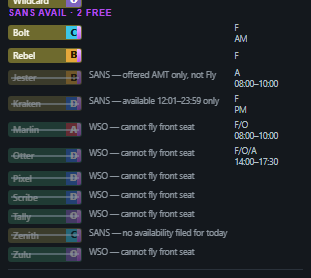 Wildcard
SANS AVAIL · 2 FREE
Bolt C F
AM
Rebel B F
Jester B SANS — offered AMT only, not Fly A
08:00–10:00
Kraken D SANS — available 12:01–23:59 only F
PM
Marlin A WSO — cannot fly front seat F/O
08:00–10:00
Otter D WSO — cannot fly front seat F/O/A
14:00–17:30
Pixel D WSO — cannot fly front seat
Scribe D WSO — cannot fly front seat
Tally WSO — cannot fly front seat
Zenith C SANS — no availability filed for today
Zulu WSO — cannot fly front seat